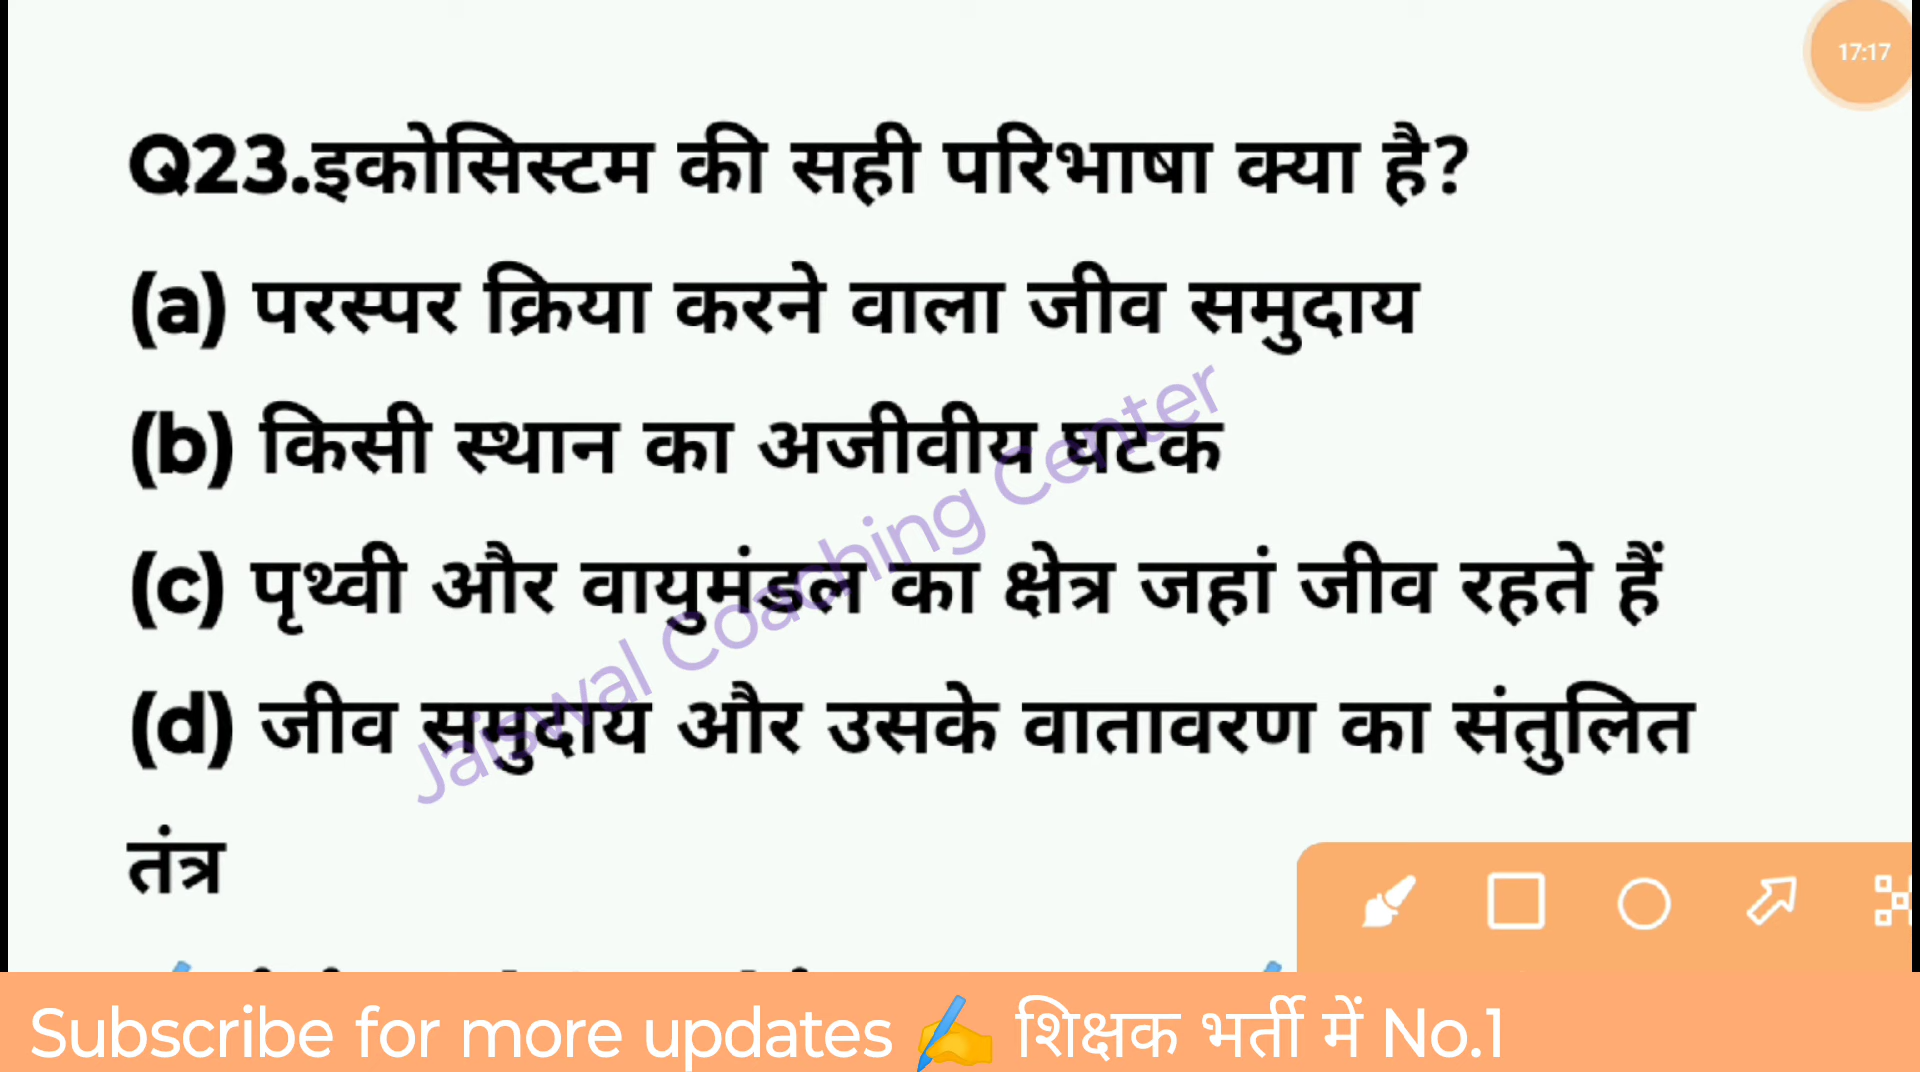 17:17
Q23.इकोसिस्टम की सही परिभाषा क्या है?
(a) परस्पर क्रिया करने वाला जीव समुदाय
(b) किसी स्थान का अजीवीय घटक
(c) पृथ्वी और वायुमंडल का क्षेत्र जहां जीव रहते हैं
(d) जीव समुदाय और उसके वातावरण का संतुलित
तंत्र
Jaiswal Coaching Center
Subscribe for more updates ✍️ शिक्षक भर्ती में No.1